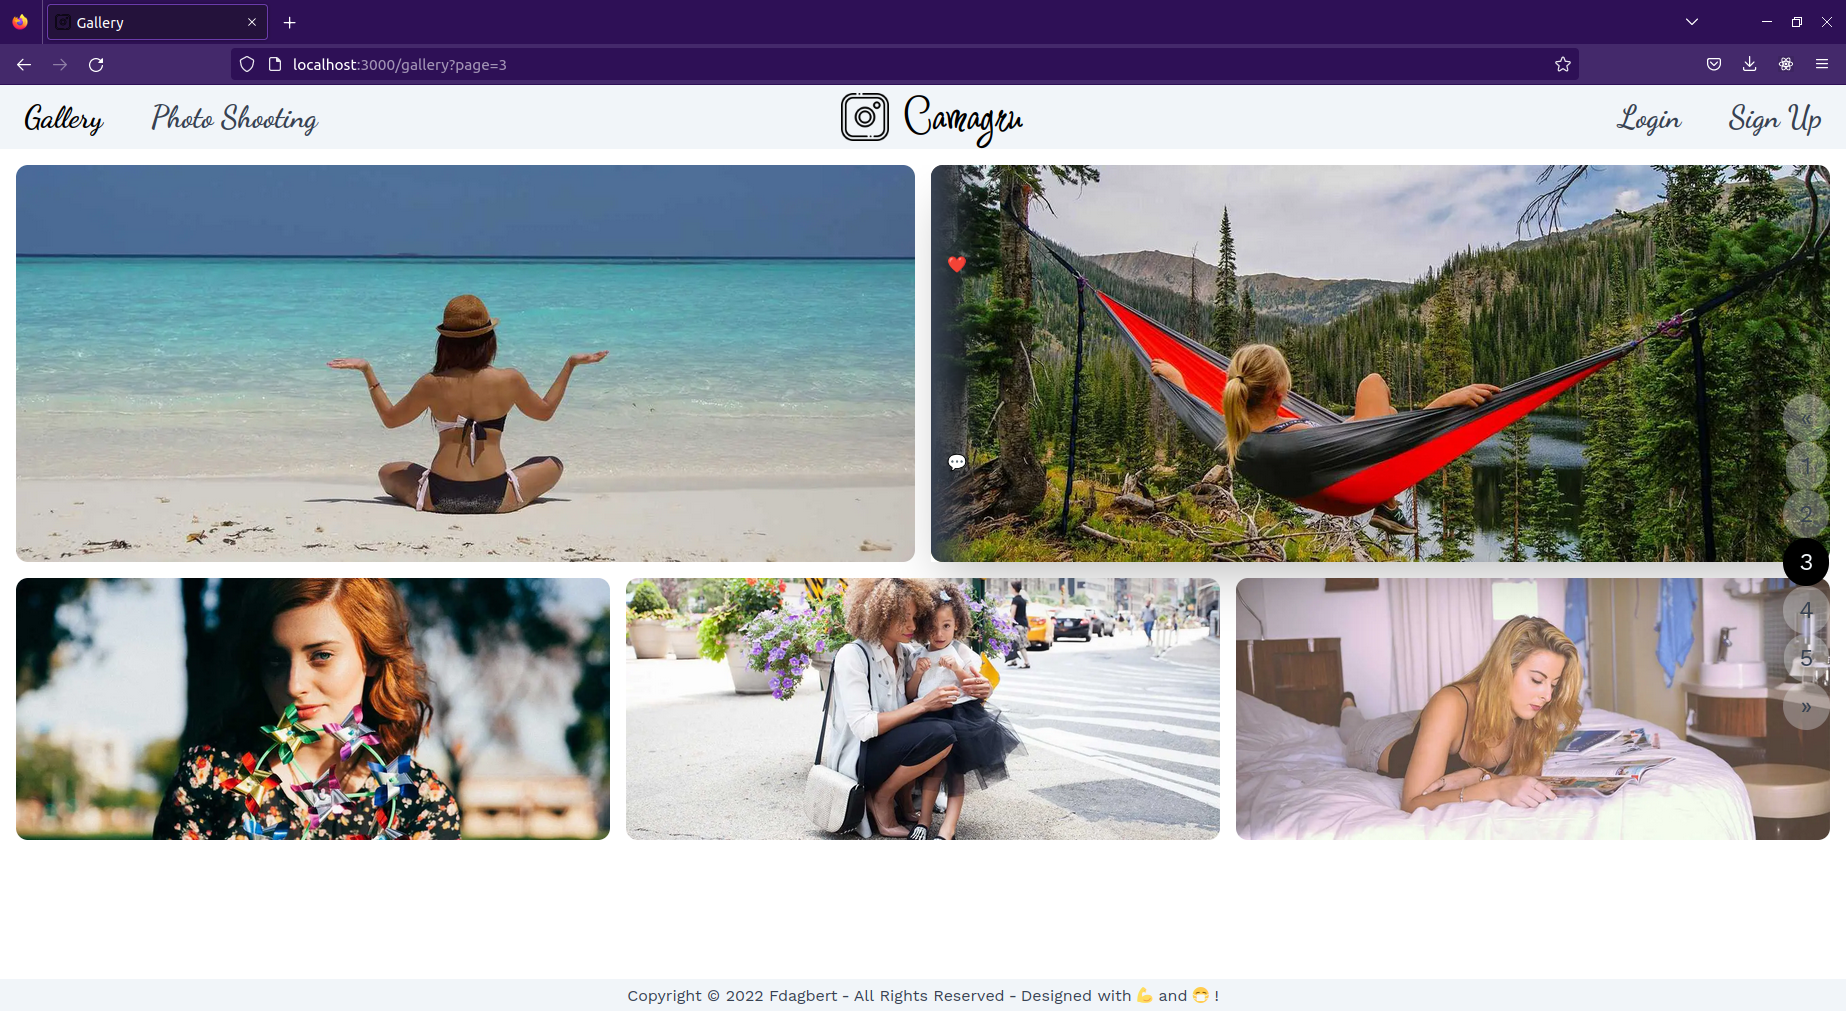 Gallery
localhost:3000/gallery?page=3
Gallery
Photo Shooting
Camagru
Login
Sign Up
«
1
2
3
4
5
»
Copyright © 2022 Fdagbert - All Rights Reserved - Designed with 💪 and 😷 !